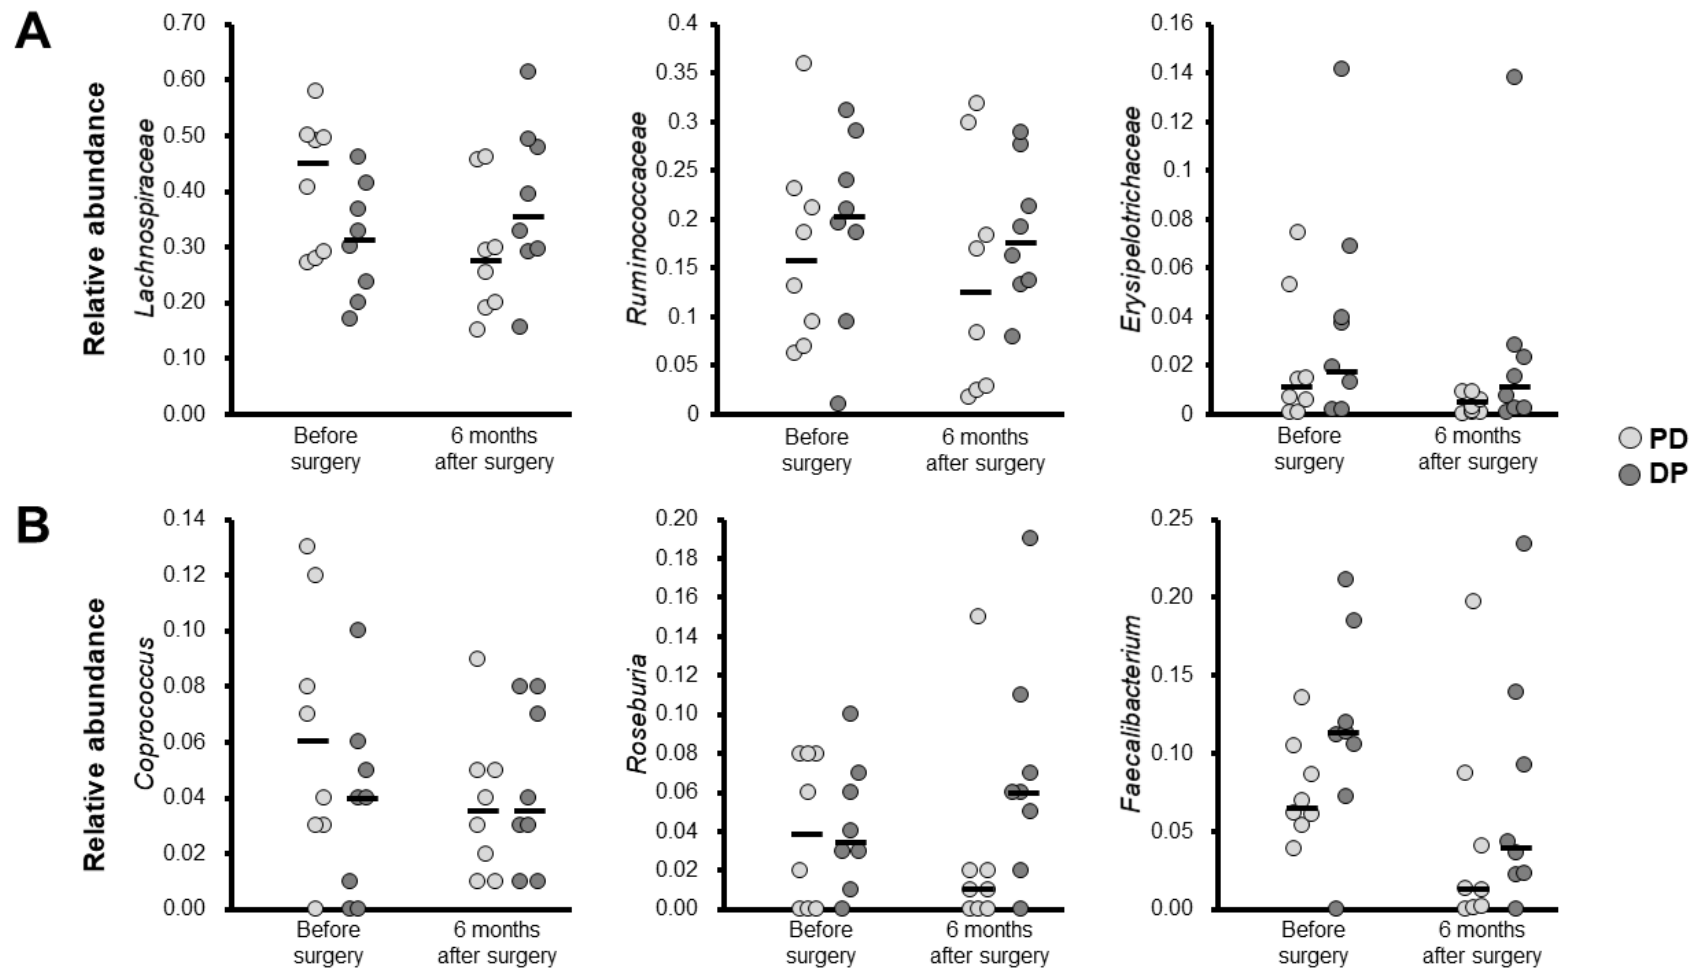 A
Relative abundance
Lachnospiraceae
0.70
0.60
0.50
0.40
0.30
0.20
0.10
0.00
Before
surgery
6 months
after surgery
Ruminococcaceae
0.4
0.35
0.3
0.25
0.2
0.15
0.1
0.05
0
Before
surgery
6 months
after surgery
Erysipelotrichaceae
0.16
0.14
0.12
0.1
0.08
0.06
0.04
0.02
0
Before
surgery
6 months
after surgery
PD
DP
B
Relative abundance
Coprococcus
0.14
0.12
0.10
0.08
0.06
0.04
0.02
0.00
Before
surgery
6 months
after surgery
Roseburia
0.20
0.18
0.16
0.14
0.12
0.10
0.08
0.06
0.04
0.02
0.00
Before
surgery
6 months
after surgery
Faecalibacterium
0.25
0.20
0.15
0.10
0.05
0.00
Before
surgery
6 months
after surgery